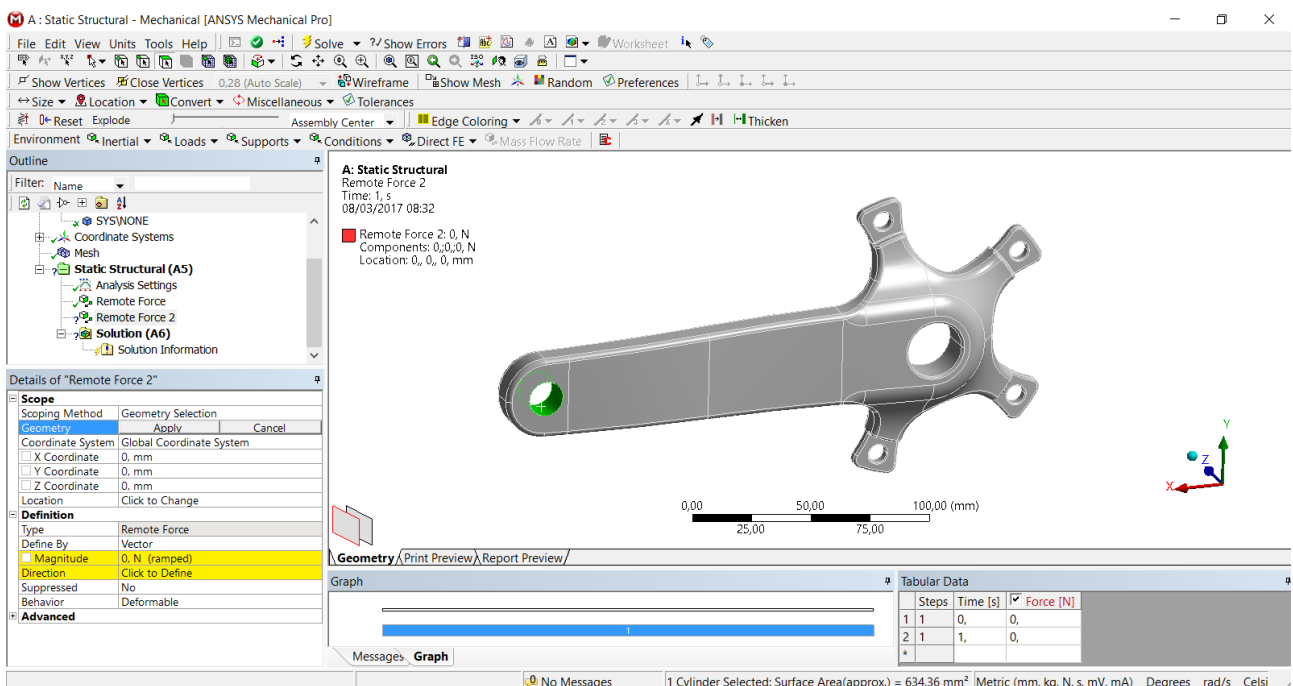 A : Static Structural - Mechanical [ANSYS Mechanical Pro]
File Edit View Units Tools Help Solve ?/Show Errors Worksheet
Show Vertices Close Vertices 0,28 (Auto Scale) Wireframe Show Mesh Random Preferences
Size Location Convert Miscellaneous Tolerances
Reset Explode Assembly Center Edge Coloring Thicken
Environment Inertial Loads Supports Conditions Direct FE Mass Flow Rate
Outline
Filter: Name
SYS\NONE
Coordinate Systems
Mesh
Static Structural (A5)
Analysis Settings
Remote Force
Remote Force 2
Solution (A6)
Solution Information
Details of "Remote Force 2"
Scope
Scoping Method Geometry Selection
Geometry Apply Cancel
Coordinate System Global Coordinate System
X Coordinate 0, mm
Y Coordinate 0, mm
Z Coordinate 0, mm
Location Click to Change
Definition
Type Remote Force
Define By Vector
Magnitude 0, N (ramped)
Direction Click to Define
Suppressed No
Behavior Deformable
Advanced
A: Static Structural
Remote Force 2
Time: 1, s
08/03/2017 08:32
Remote Force 2: 0, N
Components: 0,;0,;0, N
Location: 0,, 0,, 0, mm
Y
Z
X
0,00 50,00 100,00 (mm)
25,00 75,00
Geometry Print Preview Report Preview
Graph
1
Messages Graph
Tabular Data
Steps Time [s] Force [N]
1 1 0, 0,
2 1 1, 0,
*
No Messages 1 Cylinder Selected: Surface Area(approx.) = 634,36 mm² Metric (mm, kg, N, s, mV, mA) Degrees rad/s Celsi